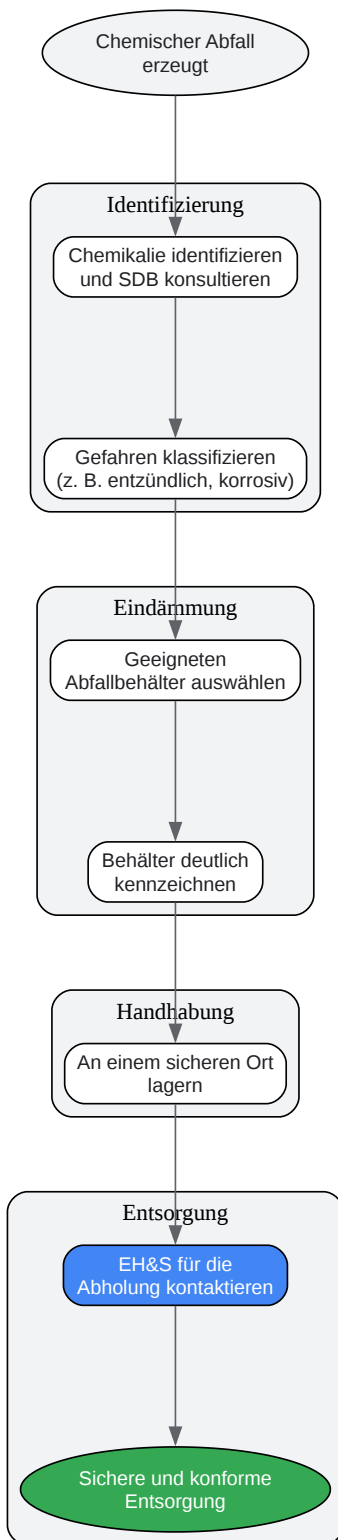 Chemischer Abfall
erzeugt
Identifizierung
Chemikalie identifizieren
und SDB konsultieren
Gefahren klassifizieren
(z. B. entzündlich, korrosiv)
Eindämmung
Geeigneten
Abfallbehälter auswählen
Behälter deutlich
kennzeichnen
Handhabung
An einem sicheren Ort
lagern
Entsorgung
EH&S für die
Abholung kontaktieren
Sichere und konforme
Entsorgung